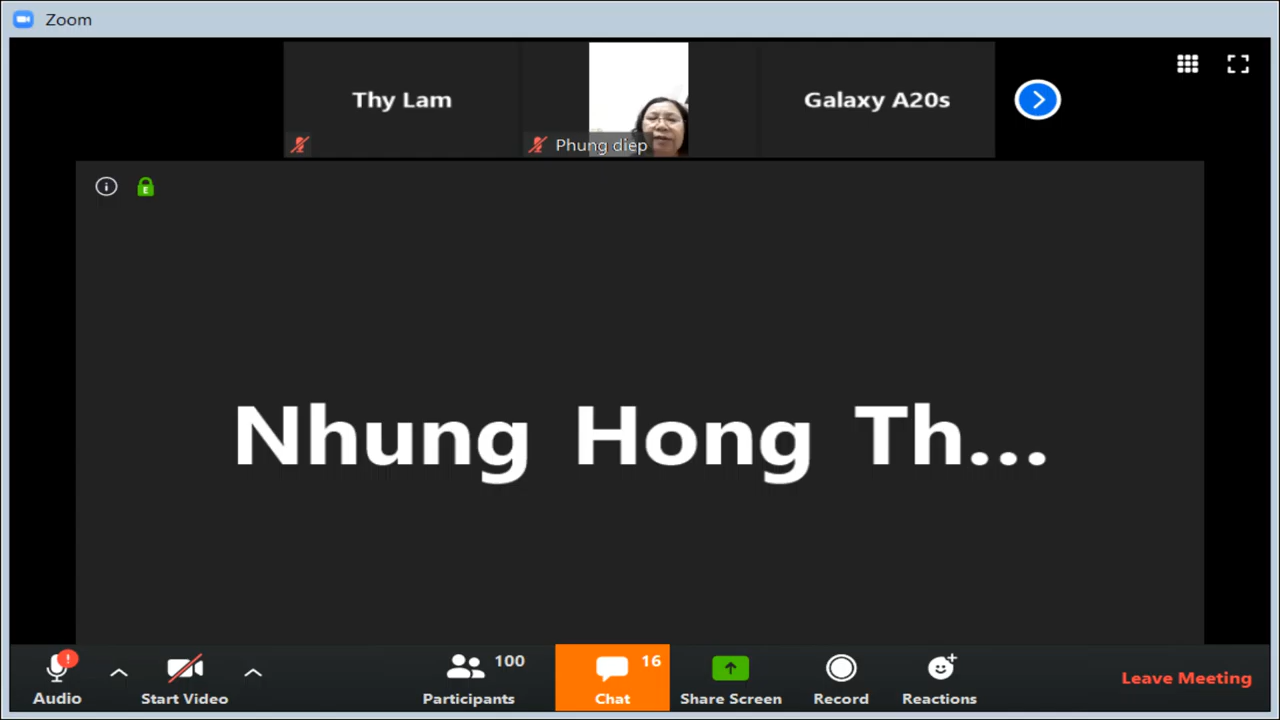 Zoom
Thy Lam
Phung diep
Galaxy A20s
E
Nhung Hong Th...
Audio
Start Video
Participants
100
Chat
16
Share Screen
Record
Reactions
Leave Meeting